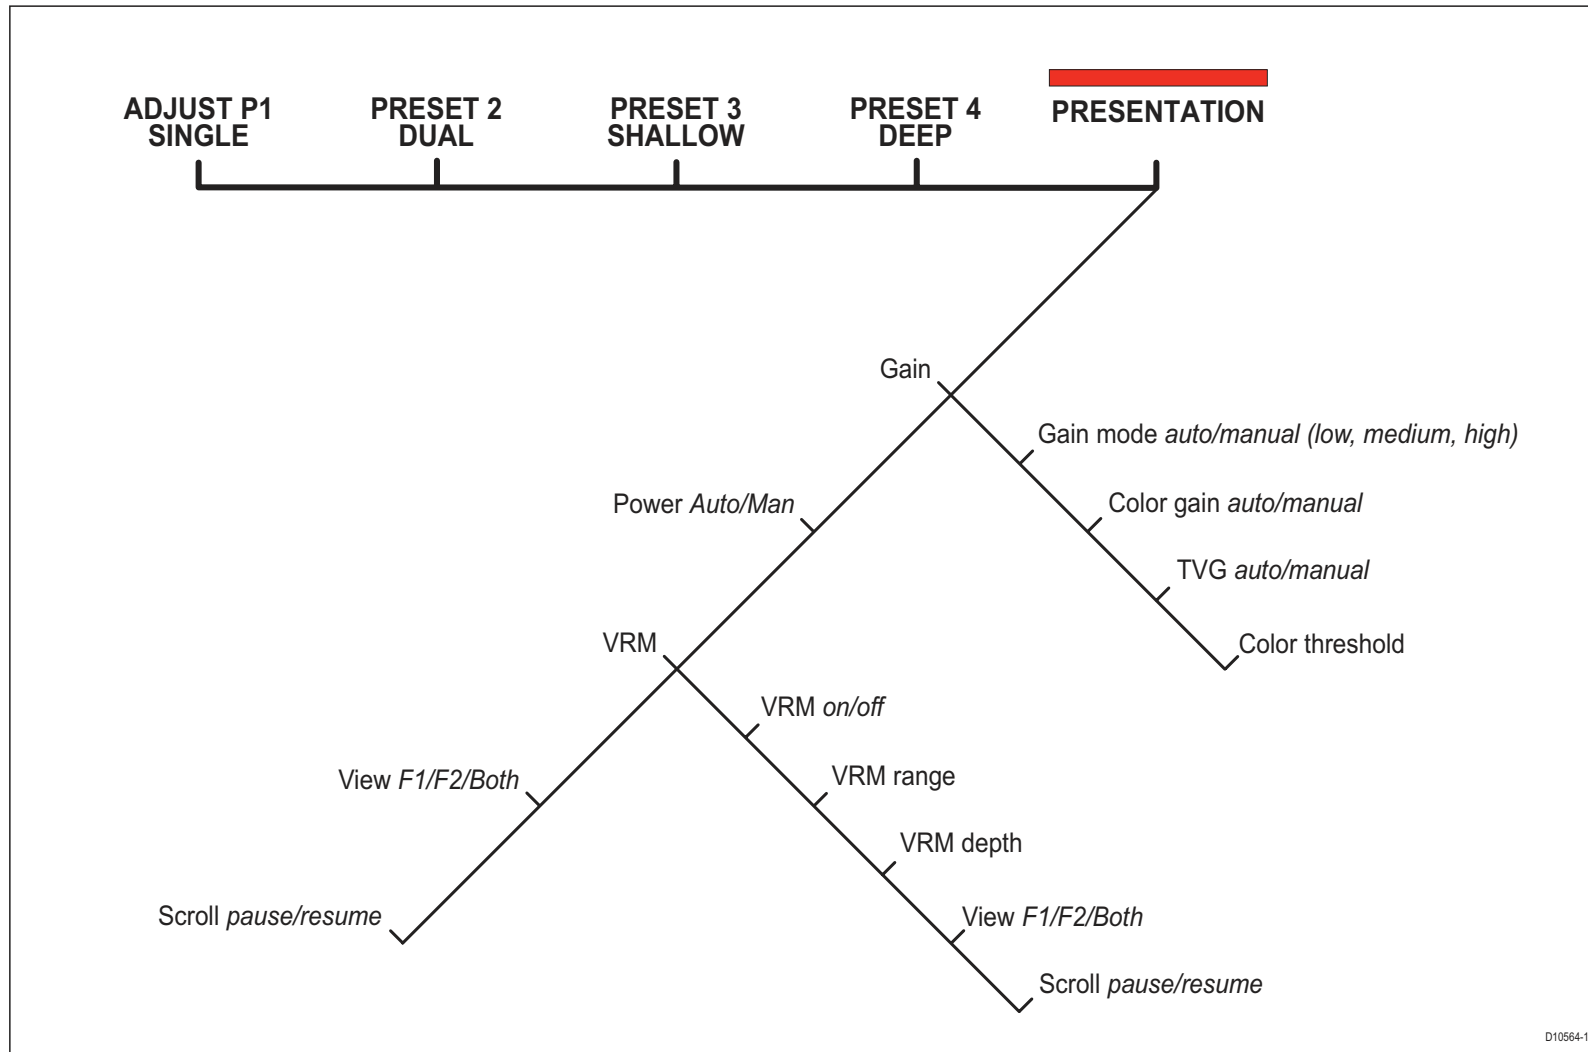 ADJUST P1
SINGLE
PRESET 2
DUAL
PRESET 3
SHALLOW
PRESET 4
DEEP
PRESENTATION
Gain
Gain mode auto/manual (low, medium, high)
Color gain auto/manual
TVG auto/manual
Color threshold
Power Auto/Man
VRM
VRM on/off
VRM range
VRM depth
View F1/F2/Both
Scroll pause/resume
View F1/F2/Both
Scroll pause/resume
D10564-1